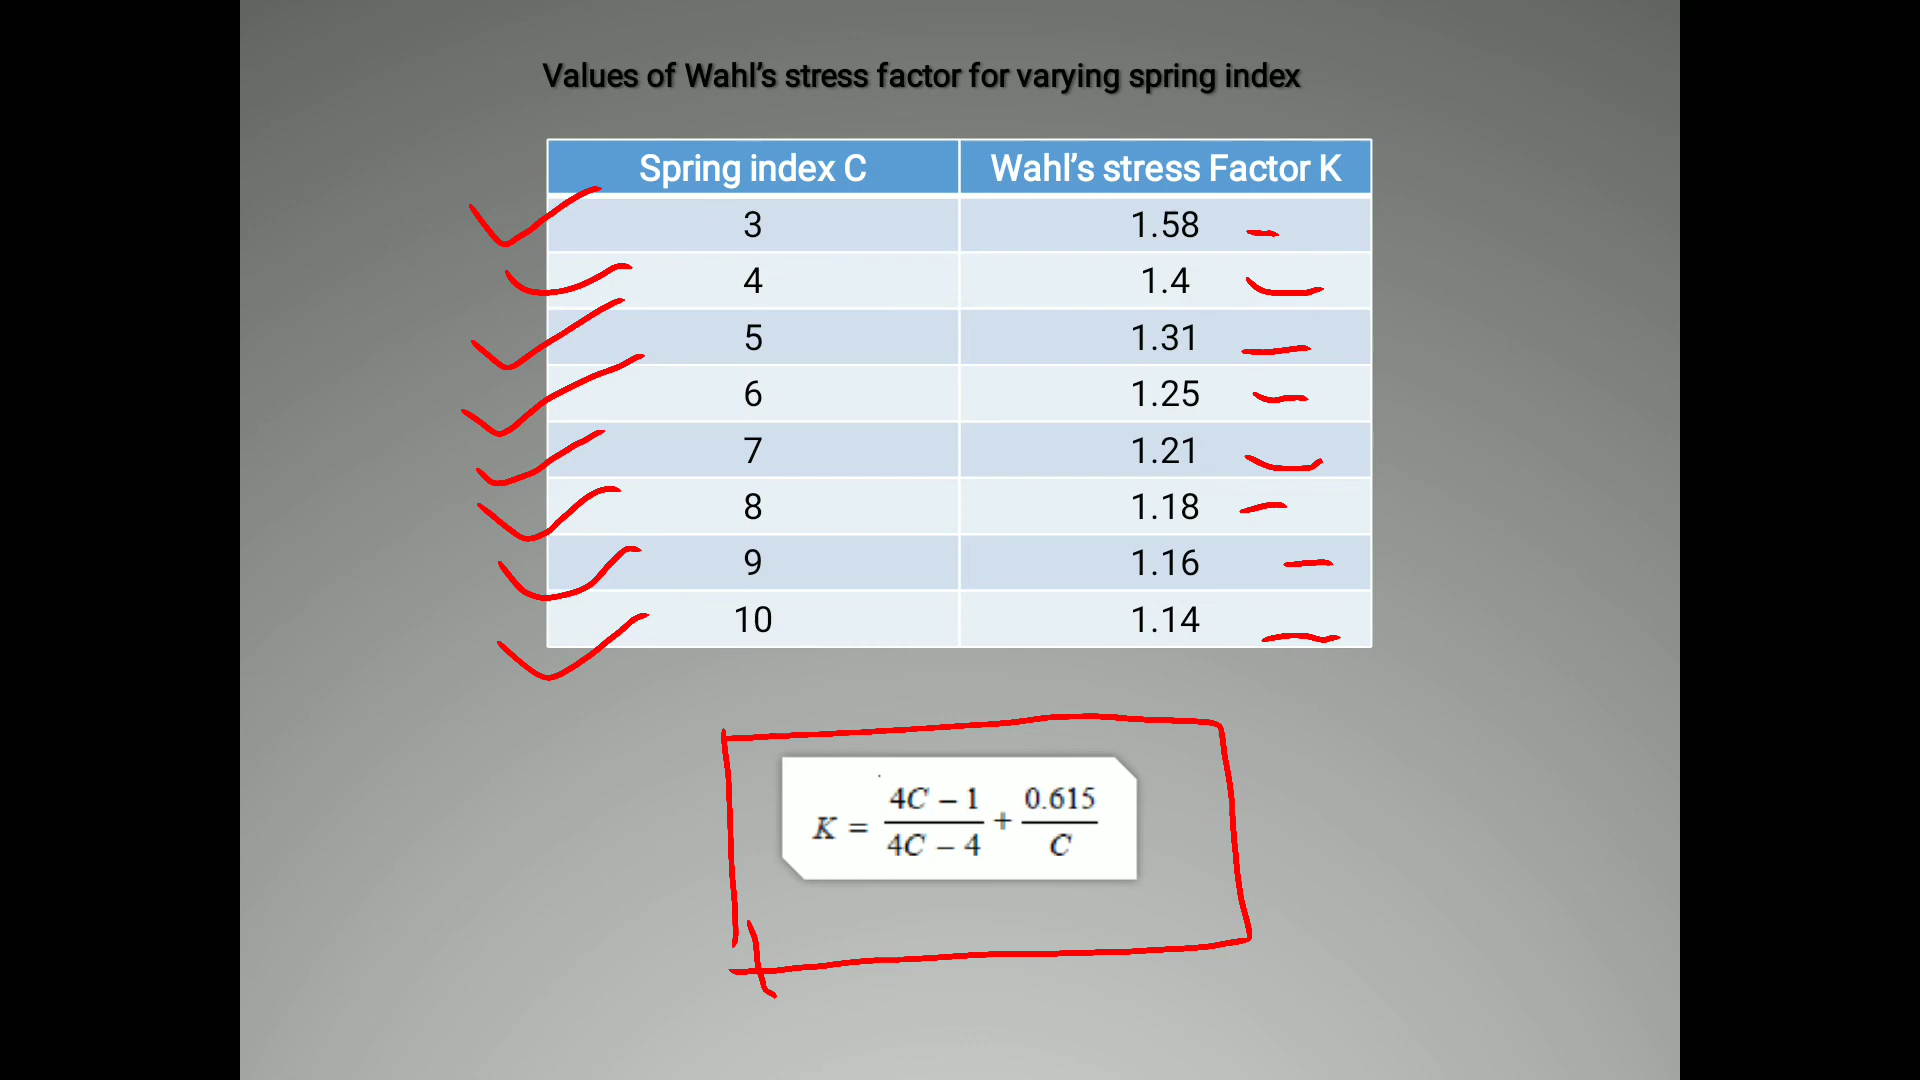 Values of Wahl’s stress factor for varying spring index
Spring index C Wahl’s stress Factor K
3 1.58
4 1.4
5 1.31
6 1.25
7 1.21
8 1.18
9 1.16
10 1.14
K = (4C – 1)/(4C – 4) + 0.615/C